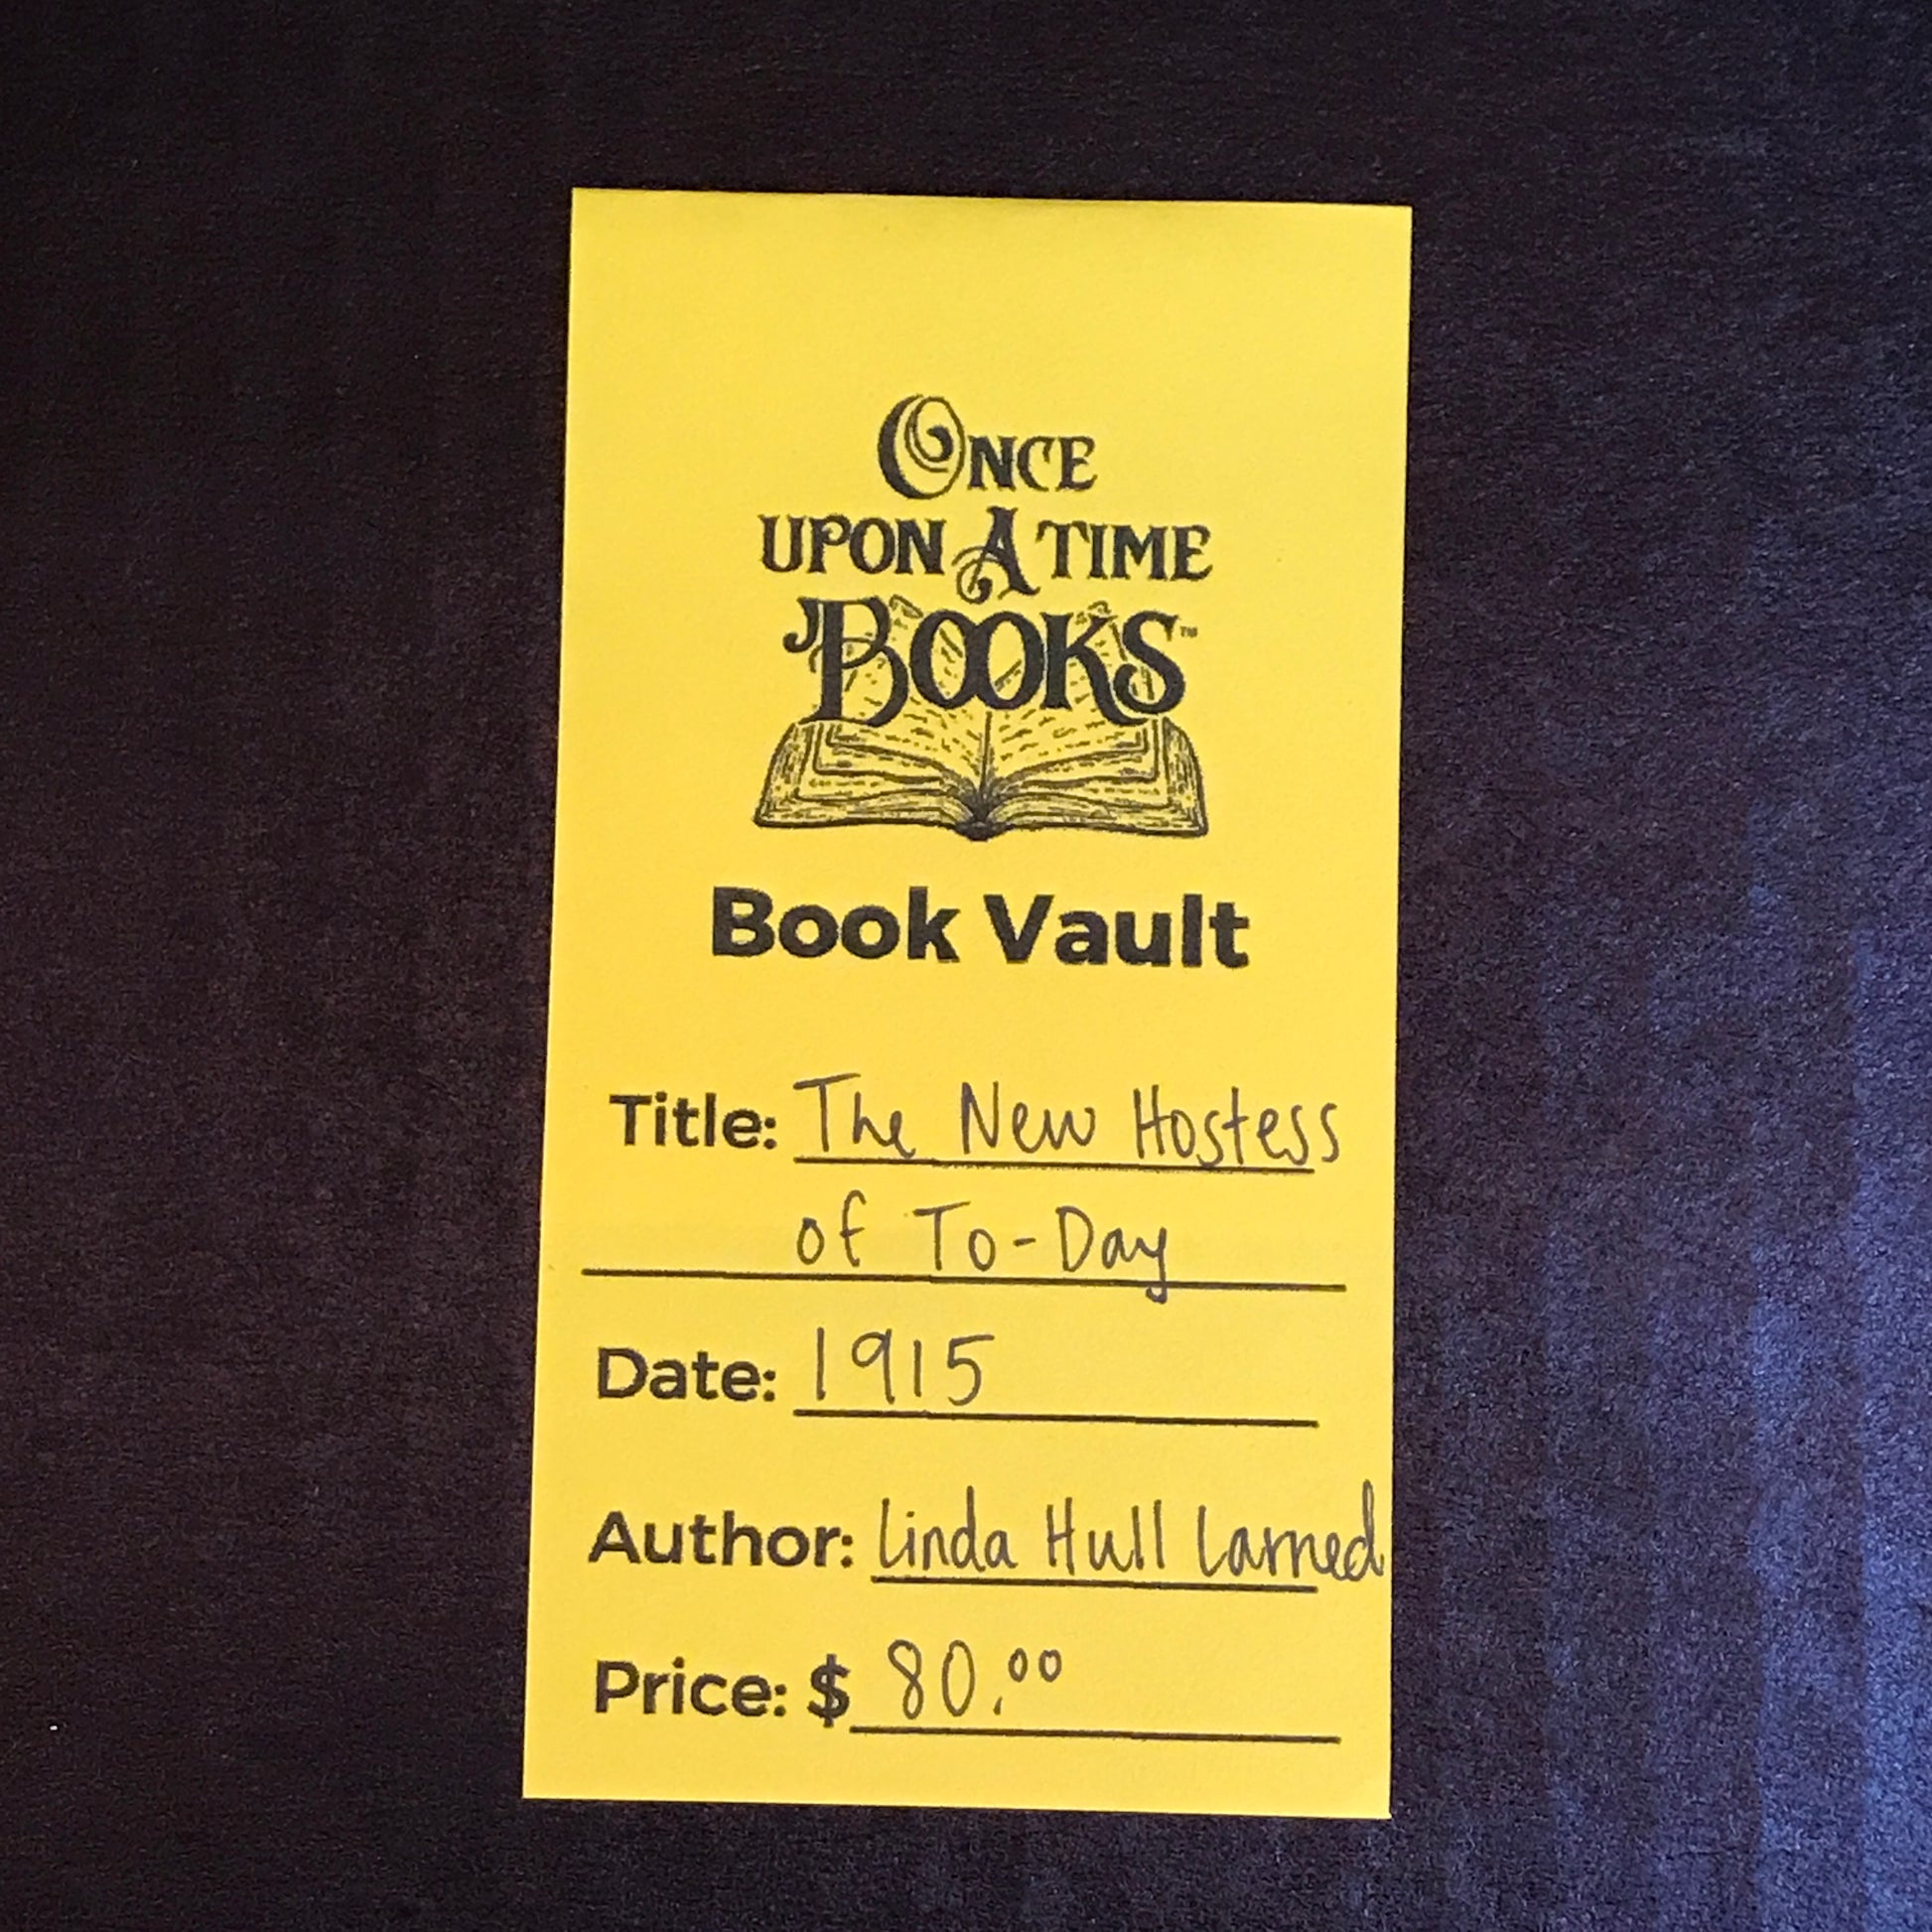 ONCE
UPON A TIME
BOOKS™
Book Vault
Title: The New Hostess
of To-Day
Date: 1915
Author: Linda Hull Larned
Price: $ 80.00